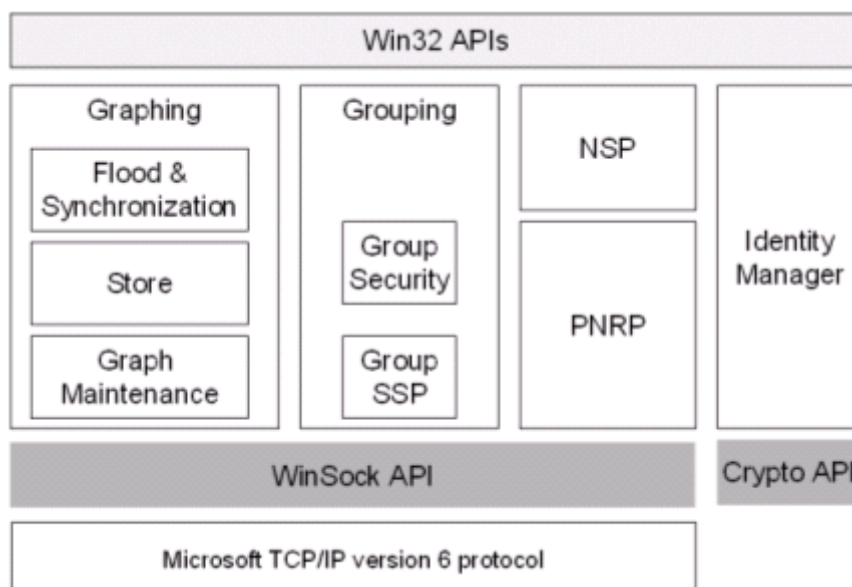 Win32 APIs
Graphing
Flood &
Synchronization
Store
Graph
Maintenance
Grouping
Group
Security
Group
SSP
NSP
PNRP
Identity
Manager
WinSock API
Crypto API
Microsoft TCP/IP version 6 protocol